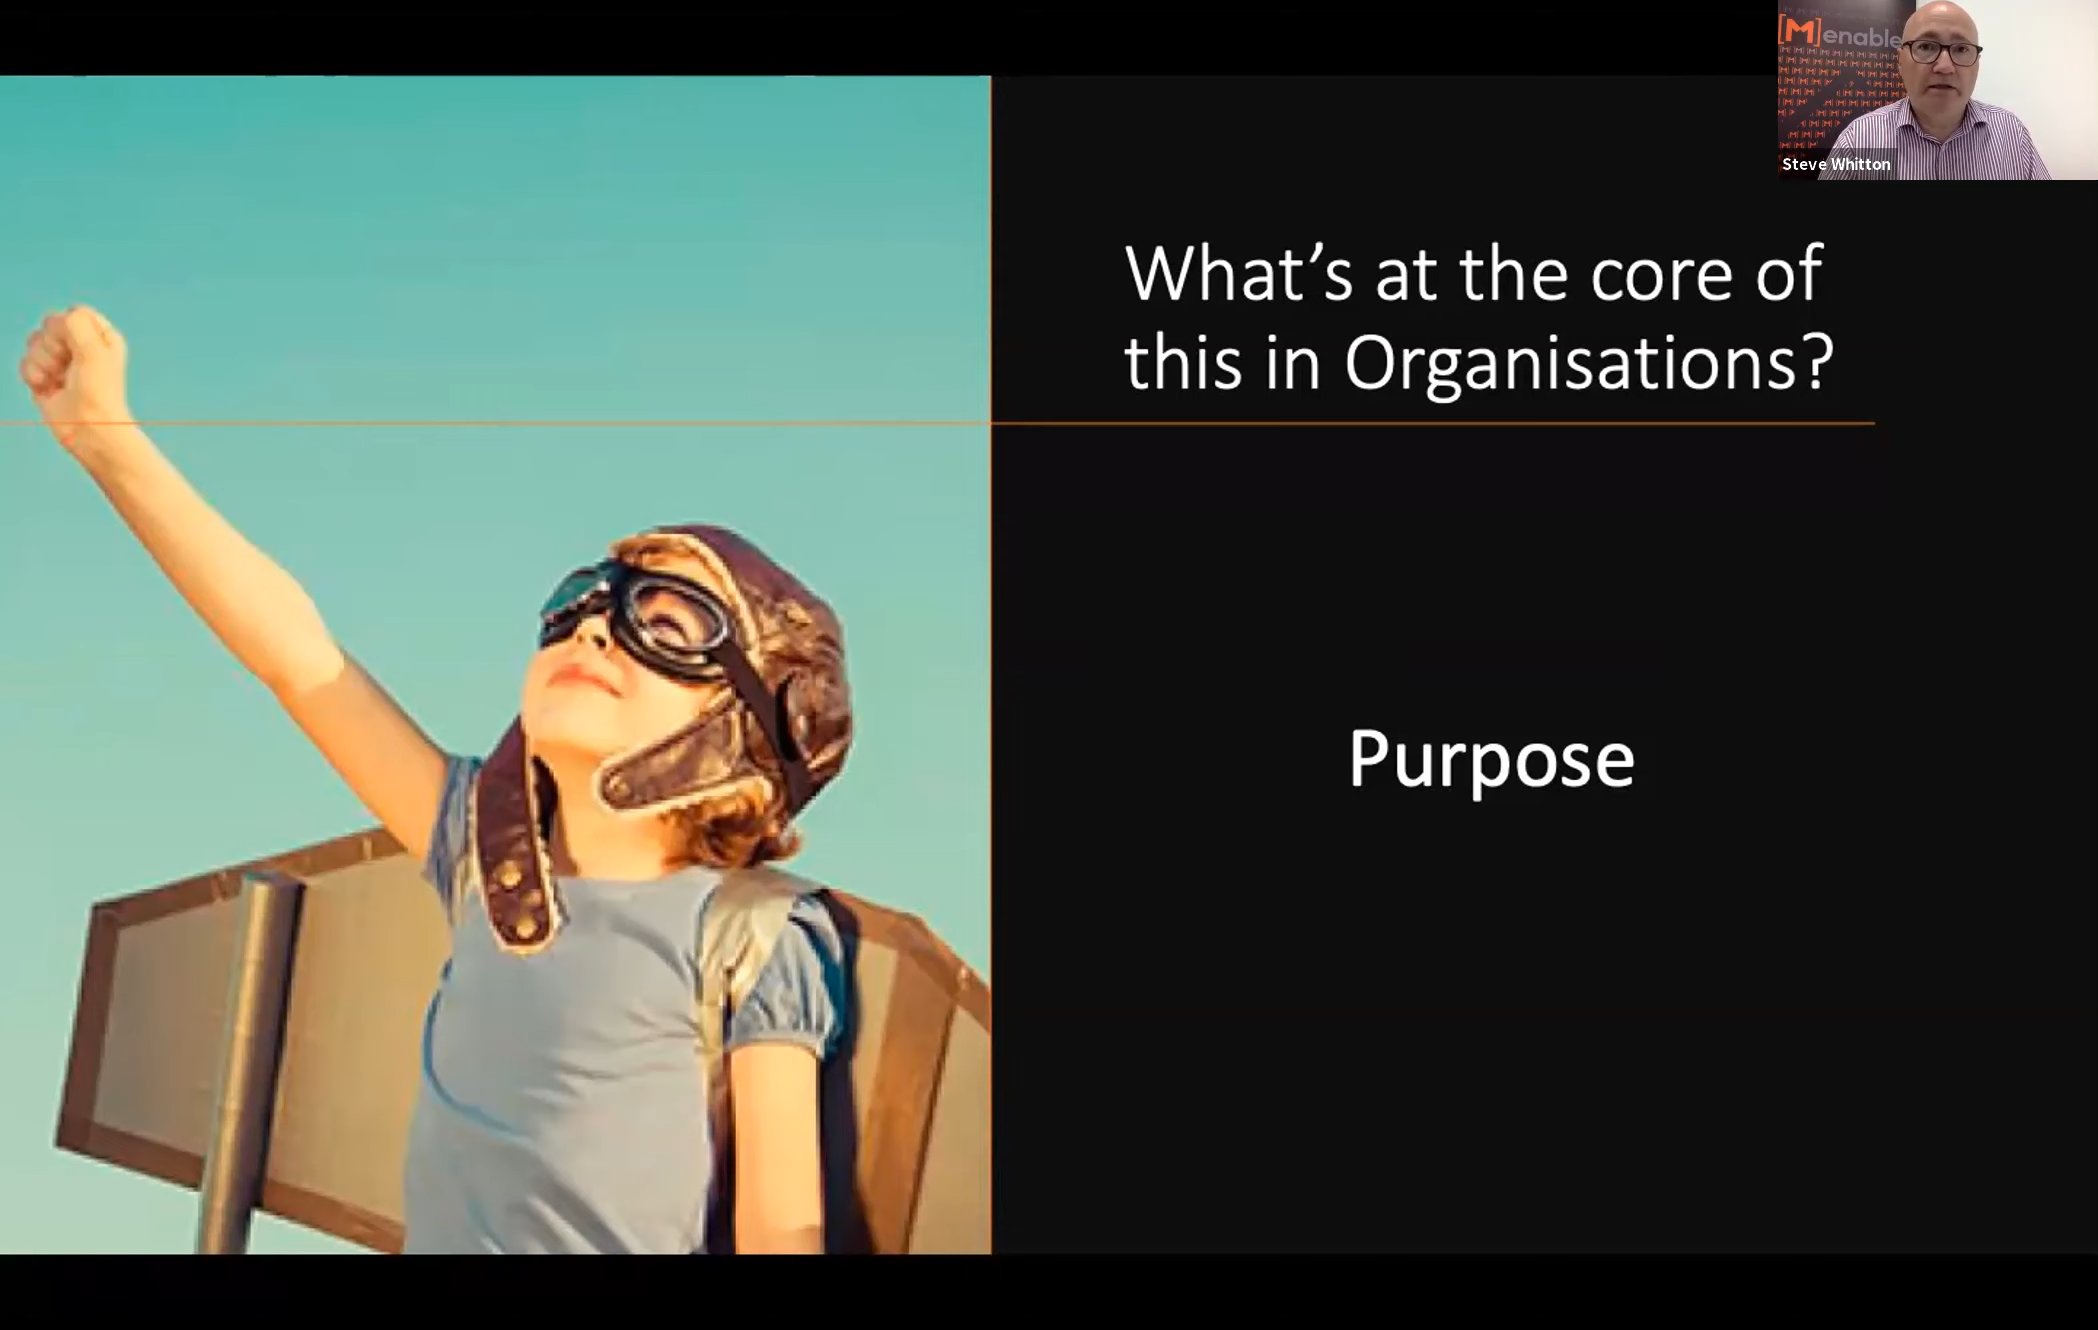 [M]enable
Steve Whitton
What's at the core of
this in Organisations?
Purpose